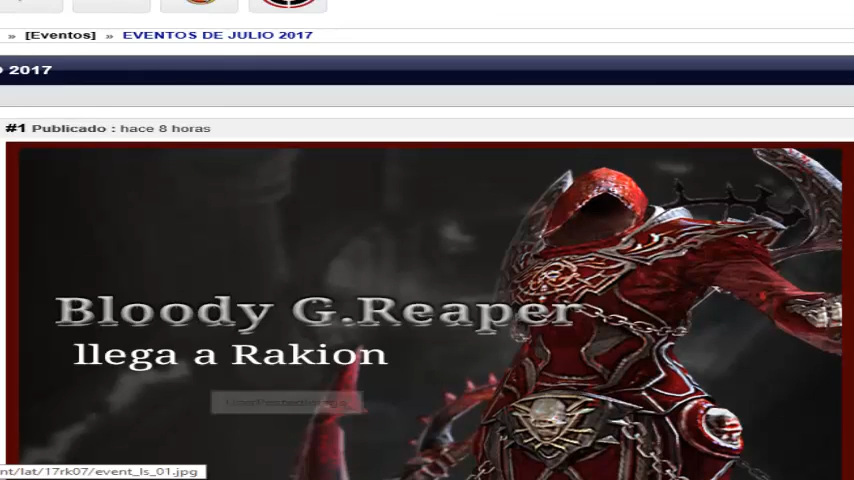 » [Eventos] » EVENTOS DE JULIO 2017
2017
#1 Publicado : hace 8 horas
Bloody G.Reaper
llega a Rakion
nt/lat/17rk07/event_ls_01.jpg